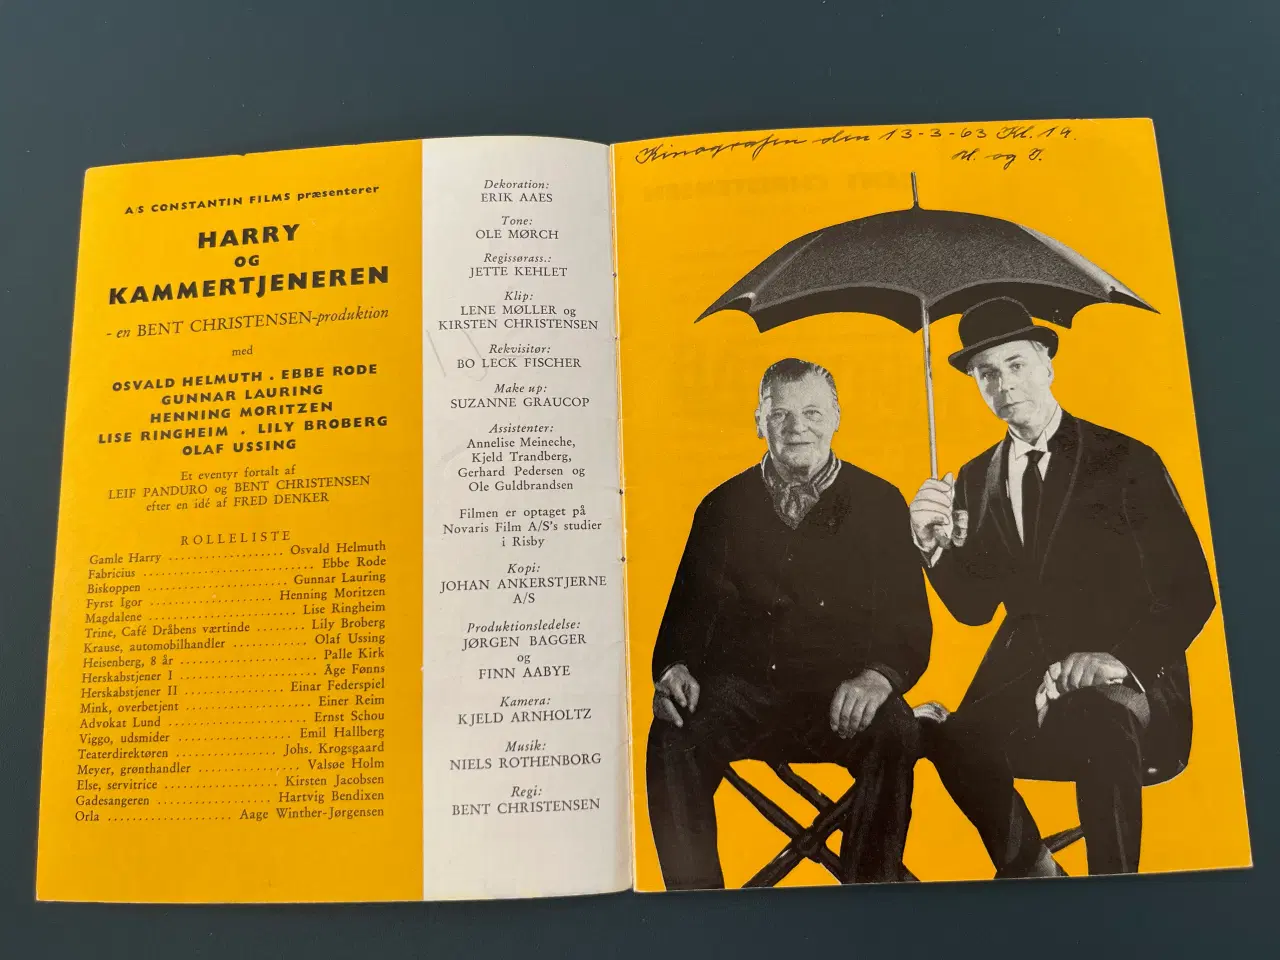 A/S CONSTANTIN FILMS præsenterer
HARRY
OG
KAMMERTJENEREN
- en BENT CHRISTENSEN-produktion
med
OSVALD HELMUTH . EBBE RODE
GUNNAR LAURING
HENNING MORITZEN
LISE RINGHEIM . LILY BROBERG
OLAF USSING
Et eventyr fortalt af
LEIF PANDURO og BENT CHRISTENSEN
efter en idé af FRED DENKER
ROLLELISTE
Gamle Harry .................. Osvald Helmuth
Fabricius ........................... Ebbe Rode
Biskoppen ...................... Gunnar Lauring
Fyrst Igor ................... Henning Moritzen
Magdalene ........................ Lise Ringheim
Trine, Café Dråbens værtinde ........ Lily Broberg
Krause, automobilhandler ............ Olaf Ussing
Heisenberg, 8 år ...................... Palle Kirk
Herskabstjener I ...................... Åge Fønns
Herskabstjener II ................ Einar Federspiel
Mink, overbetjent ..................... Einer Reim
Advokat Lund ....................... Ernst Schou
Viggo, udsmider .................... Emil Hallberg
Teaterdirektøren ................ Johs. Krogsgaard
Meyer, grønthandler ................ Valsøe Holm
Else, servitrice ................ Kirsten Jacobsen
Gadesangeren .................. Hartvig Bendixen
Orla .................... Aage Winther-Jørgensen
Dekoration:
ERIK AAES
Tone:
OLE MØRCH
Regissørass.:
JETTE KEHLET
Klip:
LENE MØLLER og
KIRSTEN CHRISTENSEN
Rekvisitør:
BO LECK FISCHER
Make up:
SUZANNE GRAUCOP
Assistenter:
Annelise Meineche,
Kjeld Trandberg,
Gerhard Pedersen og
Ole Guldbrandsen
Filmen er optaget på
Novaris Film A/S's studier
i Risby
Kopi:
JOHAN ANKERSTJERNE
A/S
Produktionsledelse:
JØRGEN BAGGER
og
FINN AABYE
Kamera:
KJELD ARNHOLTZ
Musik:
NIELS ROTHENBORG
Regi:
BENT CHRISTENSEN
Kinografen den 13-3-63 Kl. 19.
og